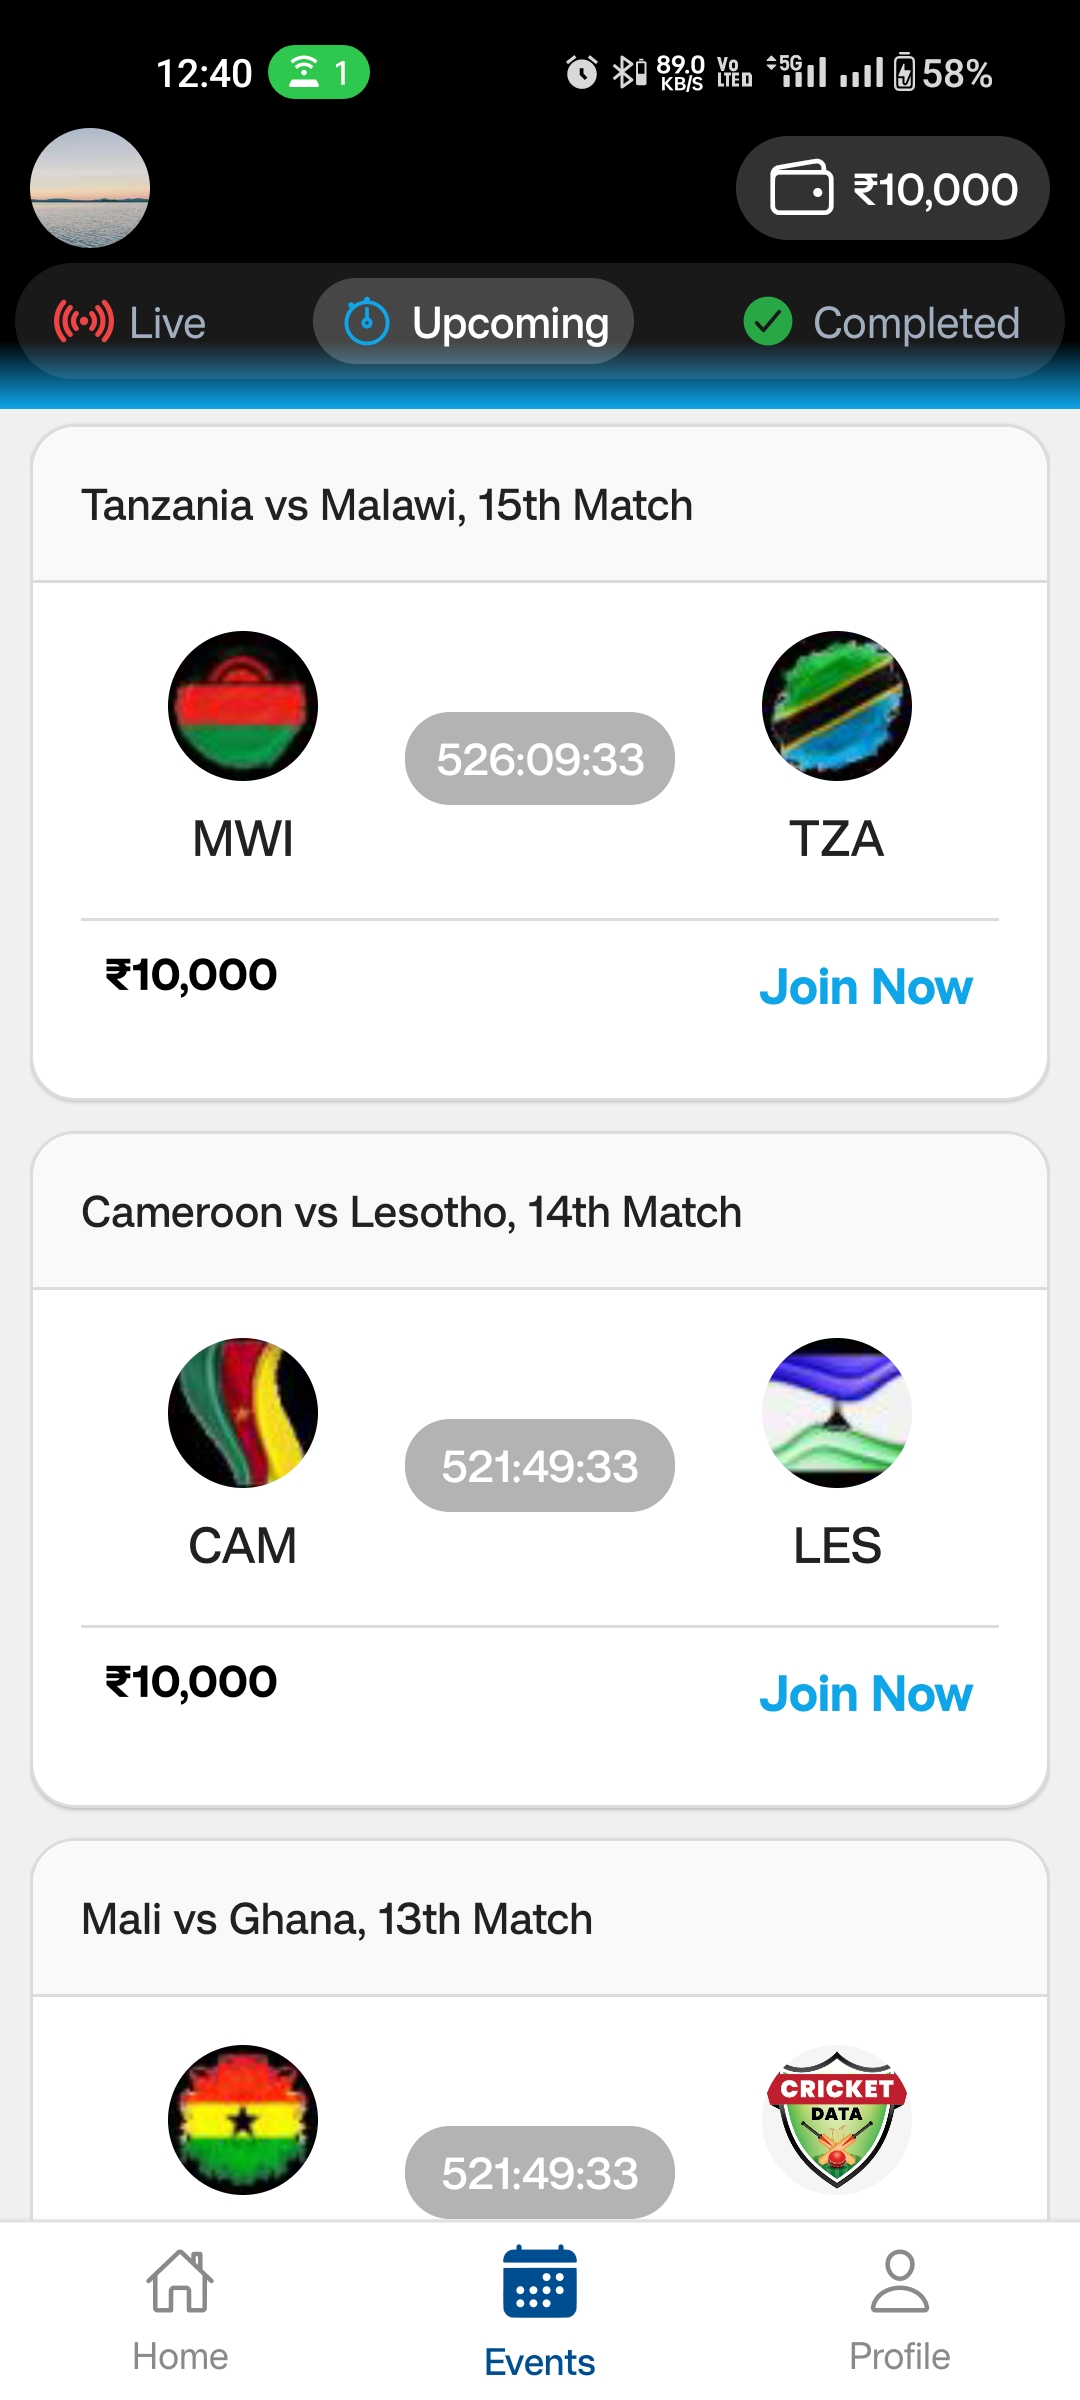 12:40 1 89.0 KB/S Vo LTE 5G 58%
₹10,000
Live Upcoming Completed
Tanzania vs Malawi, 15th Match
526:09:33
MWI TZA
₹10,000 Join Now
Cameroon vs Lesotho, 14th Match
521:49:33
CAM LES
₹10,000 Join Now
Mali vs Ghana, 13th Match
CRICKET
DATA
521:49:33
Home Events Profile